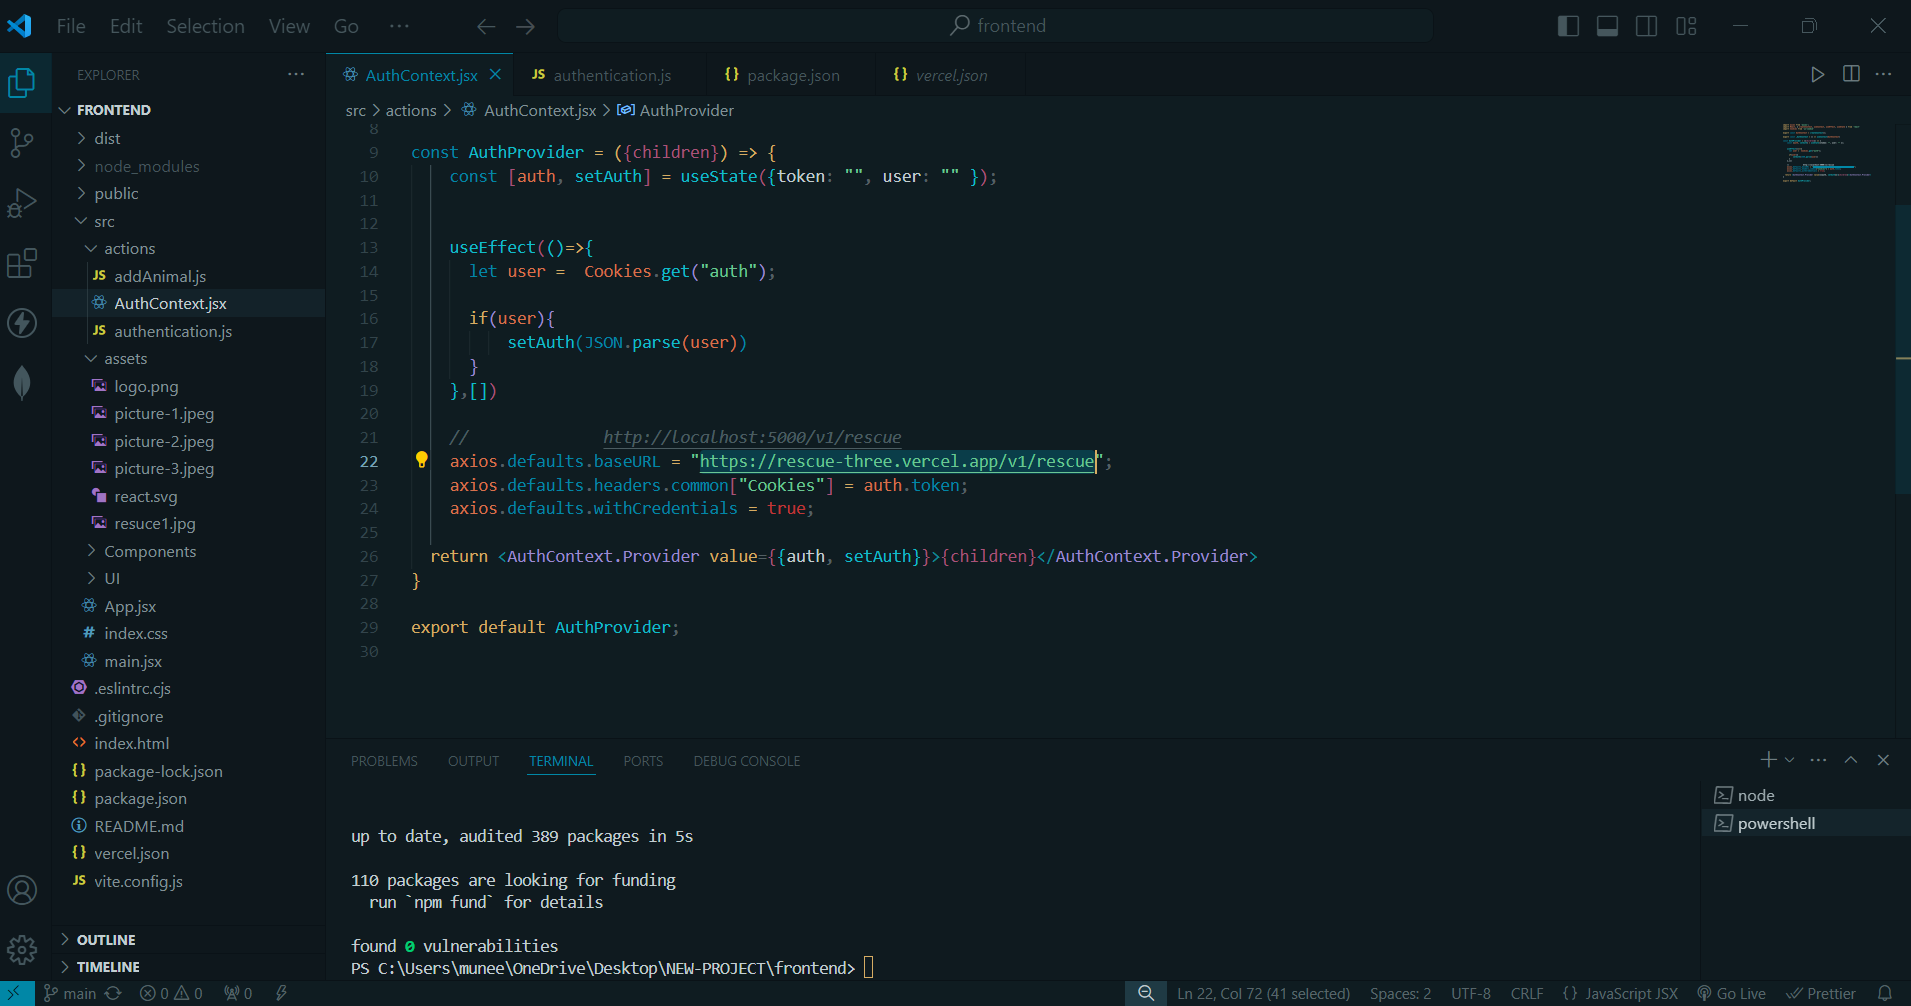 File Edit Selection View Go ··· frontend
EXPLORER ···
FRONTEND
dist
node_modules
public
src
actions
JS addAnimal.js
AuthContext.jsx
JS authentication.js
assets
logo.png
picture-1.jpeg
picture-2.jpeg
picture-3.jpeg
react.svg
resuce1.jpg
Components
UI
App.jsx
# index.css
main.jsx
.eslintrc.cjs
.gitignore
<> index.html
{} package-lock.json
{} package.json
README.md
{} vercel.json
JS vite.config.js
OUTLINE
TIMELINE
AuthContext.jsx JS authentication.js {} package.json {} vercel.json
src > actions > AuthContext.jsx > AuthProvider
8
9 const AuthProvider = ({children}) => {
10 const [auth, setAuth] = useState({token: "", user: "" });
11
12
13 useEffect(()=>{
14 let user =  Cookies.get("auth");
15
16 if(user){
17 setAuth(JSON.parse(user))
18 }
19 },[])
20
21 // http://localhost:5000/v1/rescue
22 axios.defaults.baseURL = "https://rescue-three.vercel.app/v1/rescue";
23 axios.defaults.headers.common["Cookies"] = auth.token;
24 axios.defaults.withCredentials = true;
25
26 return <AuthContext.Provider value={{auth, setAuth}}>{children}</AuthContext.Provider>
27 }
28
29 export default AuthProvider;
30
PROBLEMS OUTPUT TERMINAL PORTS DEBUG CONSOLE
up to date, audited 389 packages in 5s
110 packages are looking for funding
run `npm fund` for details
found 0 vulnerabilities
PS C:\Users\munee\OneDrive\Desktop\NEW-PROJECT\frontend>
node
powershell
main 0 0 0 Ln 22, Col 72 (41 selected) Spaces: 2 UTF-8 CRLF {} JavaScript JSX Go Live Prettier